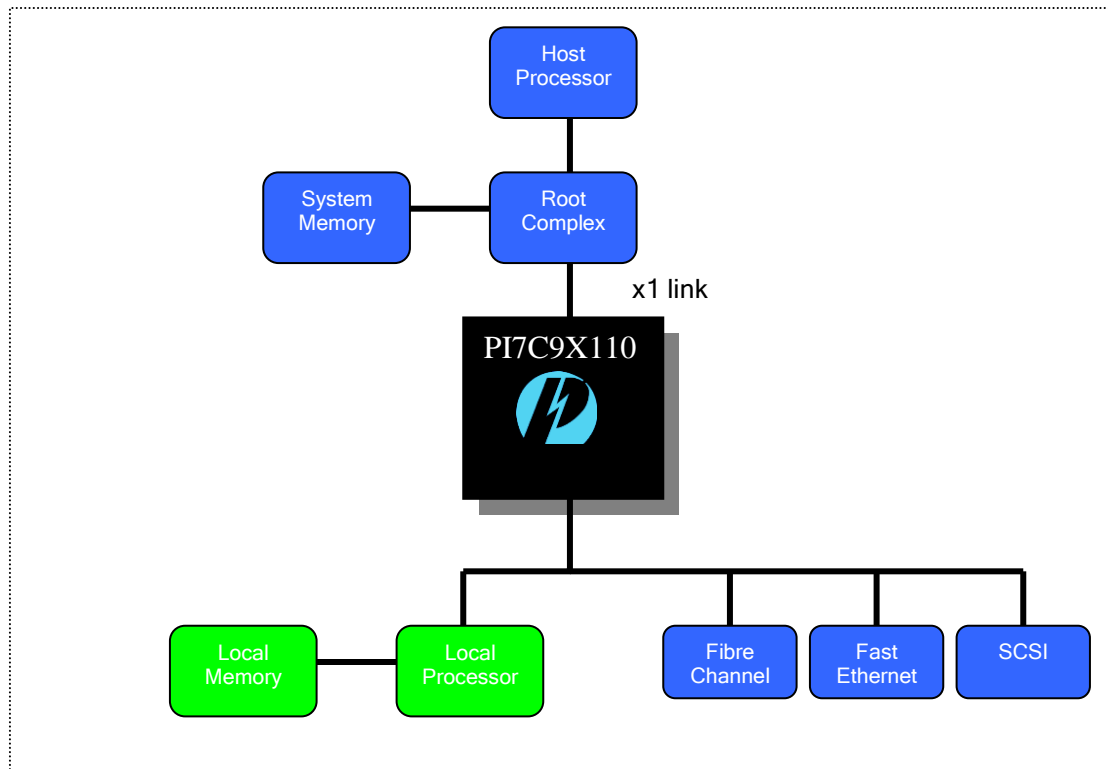 Host
Processor
System
Memory
Root
Complex
x1 link
PI7C9X110
Local
Memory
Local
Processor
Fibre
Channel
Fast
Ethernet
SCSI